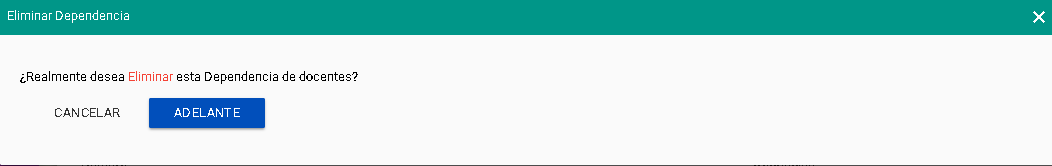 Eliminar Dependencia
¿Realmente desea Eliminar esta Dependencia de docentes?
CANCELAR ADELANTE